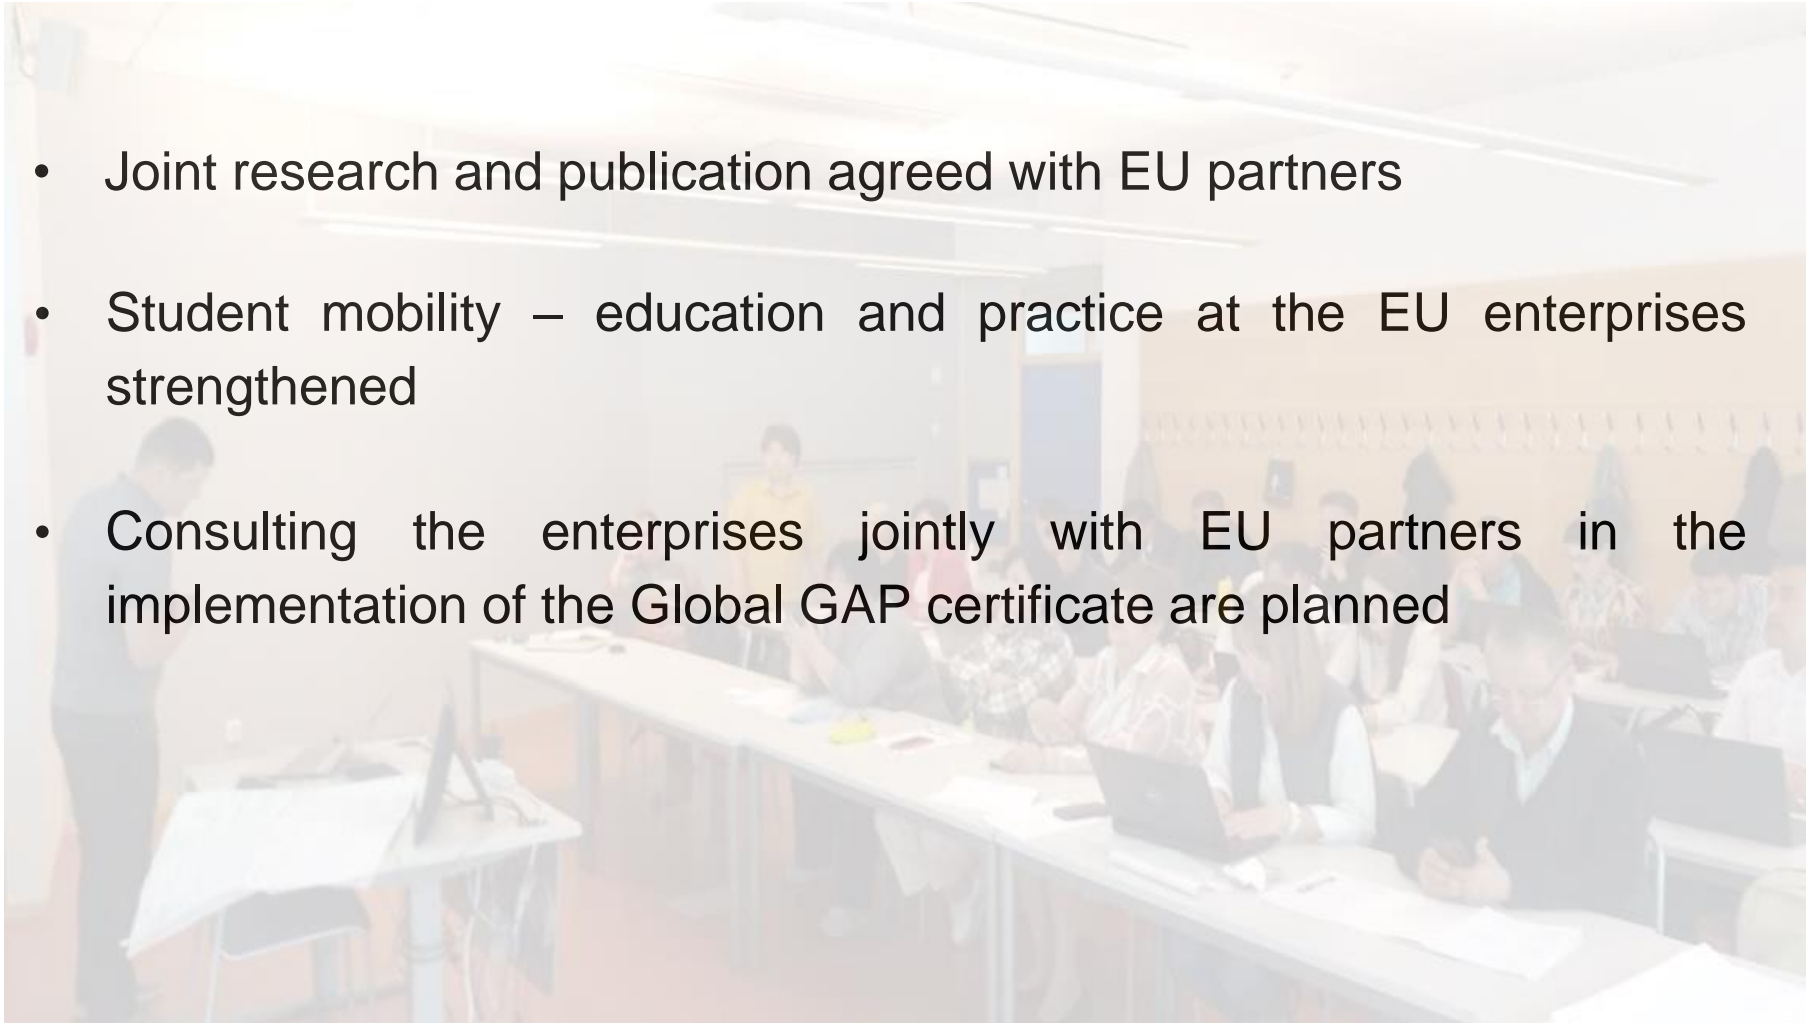 • Joint research and publication agreed with EU partners
• Student mobility – education and practice at the EU enterprises
strengthened
• Consulting the enterprises jointly with EU partners in the
implementation of the Global GAP certificate are planned